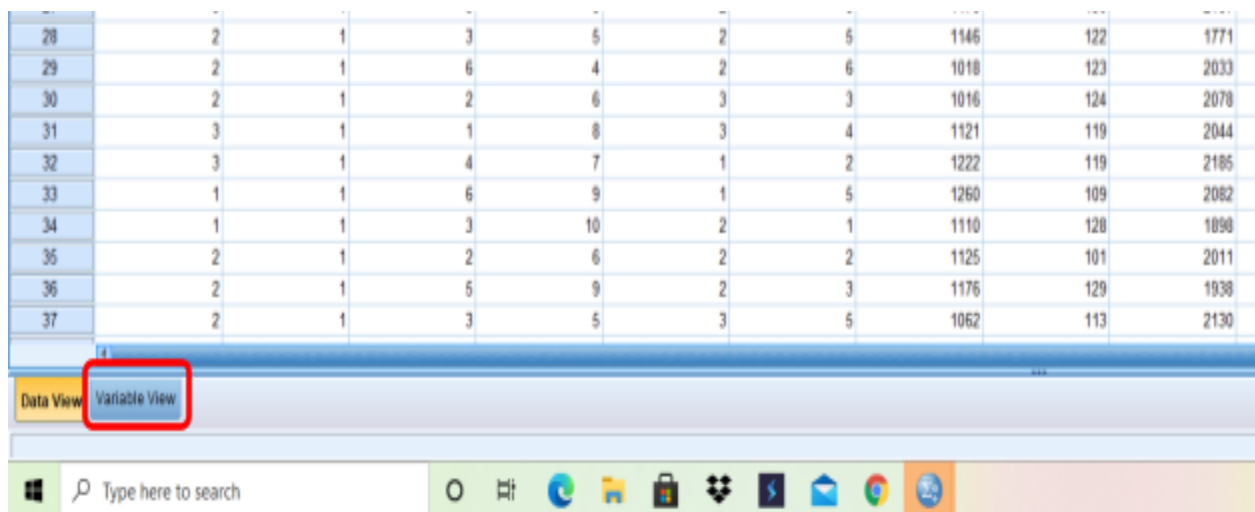 28 2 1 3 5 2 5 1146 122 1771
29 2 1 6 4 2 6 1018 123 2033
30 2 1 2 6 3 3 1016 124 2078
31 3 1 1 8 3 4 1121 119 2044
32 3 1 4 7 1 2 1222 119 2185
33 1 1 6 9 1 5 1260 109 2082
34 1 1 3 10 2 1 1110 128 1898
35 2 1 2 6 2 2 1125 101 2011
36 2 1 5 9 2 3 1176 129 1938
37 2 1 3 5 3 5 1062 113 2130
Data View Variable View
Type here to search